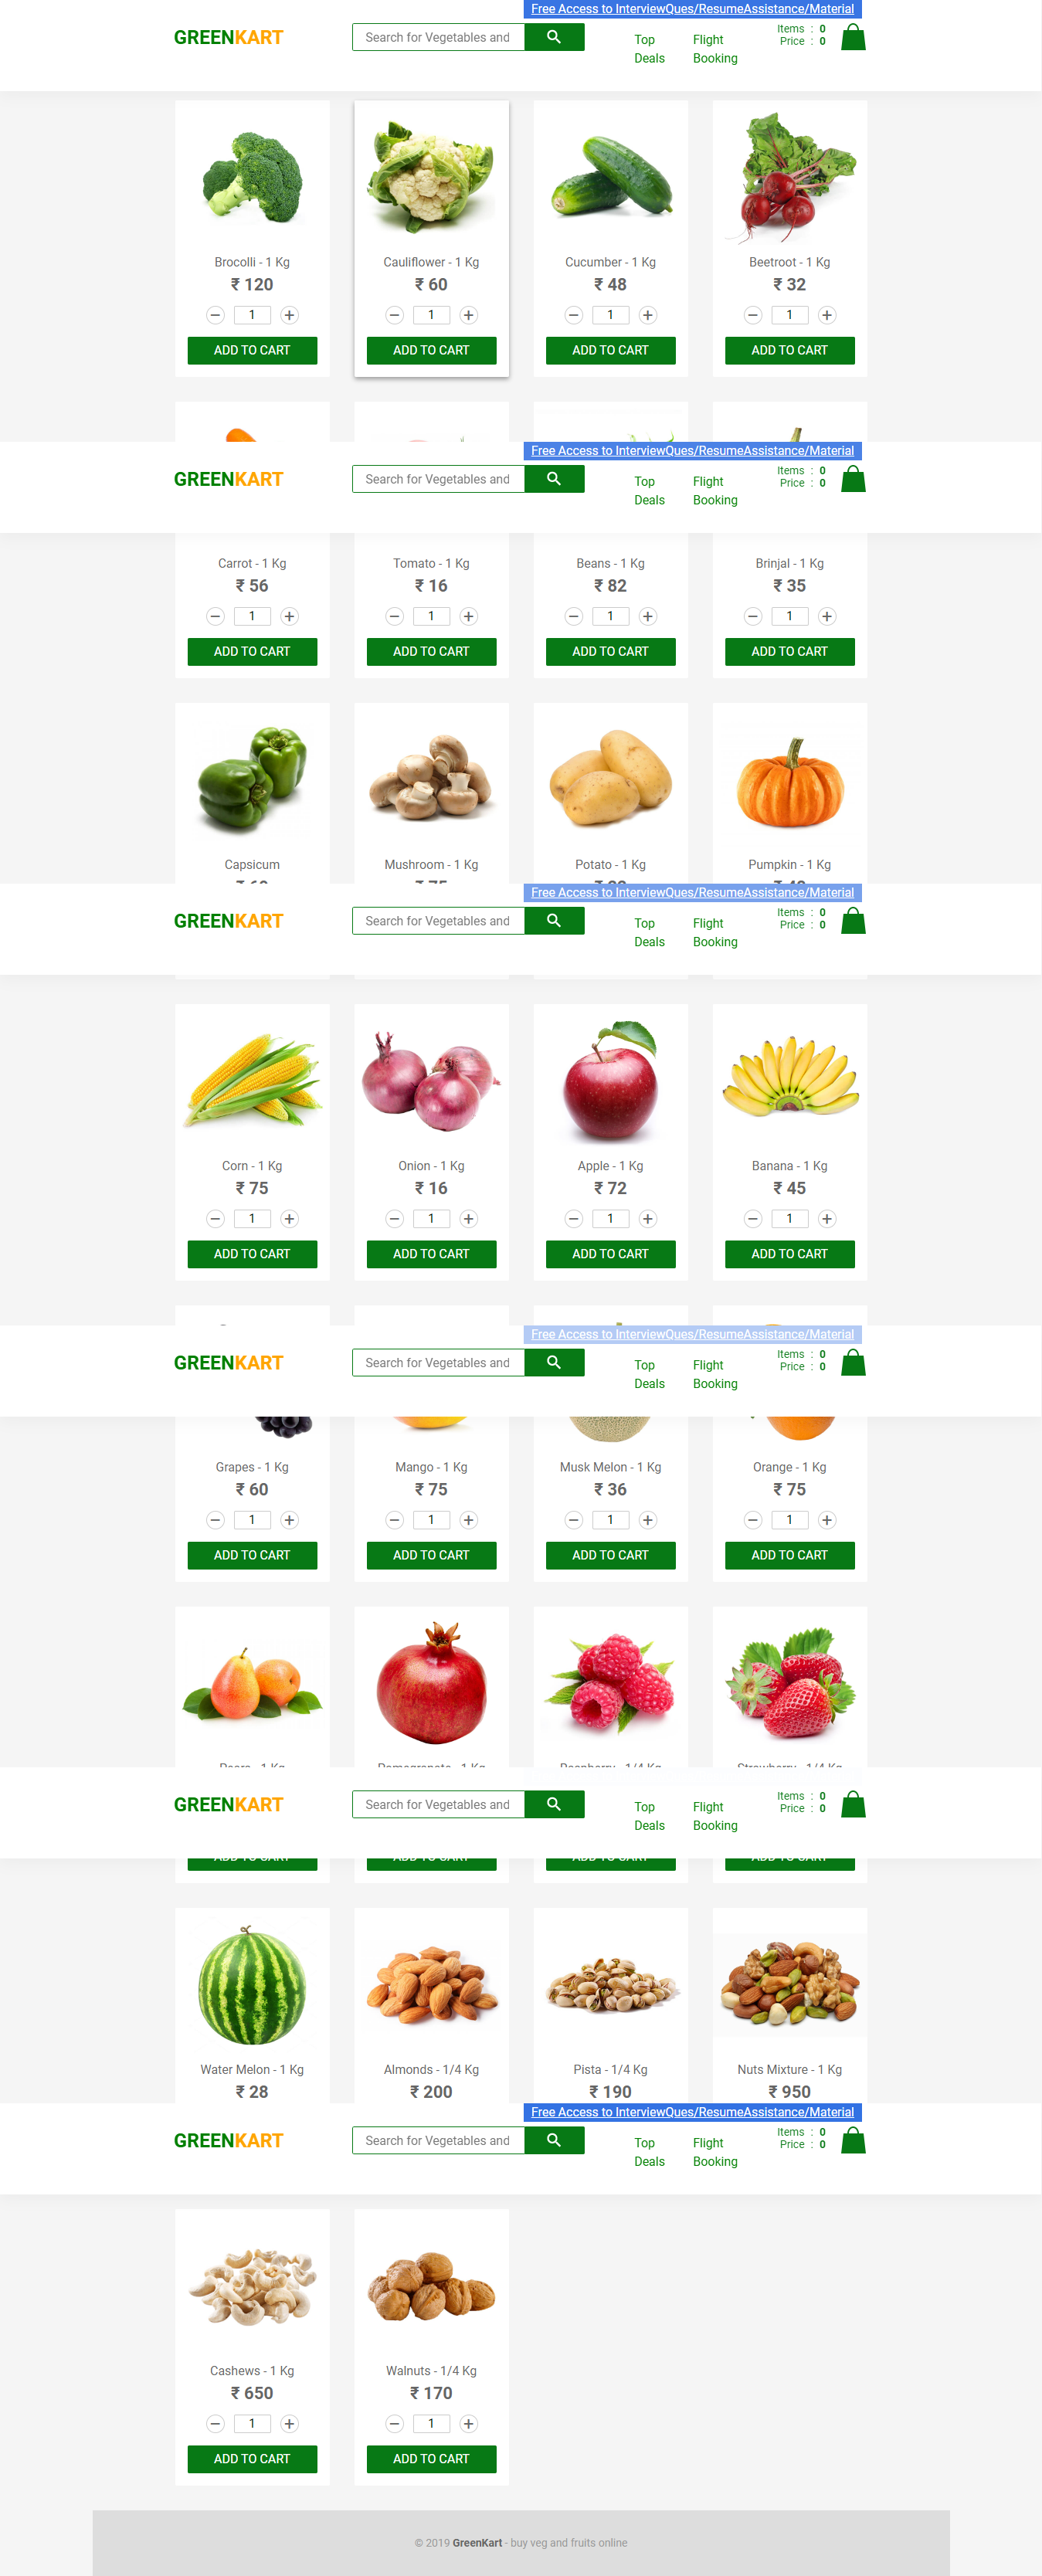 Free Access to InterviewQues/ResumeAssistance/Material
GREENKART
Search for Vegetables and
Top Deals
Flight Booking
Items : 0
Price : 0
Brocolli - 1 Kg
₹ 120
1
ADD TO CART
Cauliflower - 1 Kg
₹ 60
1
ADD TO CART
Cucumber - 1 Kg
₹ 48
1
ADD TO CART
Beetroot - 1 Kg
₹ 32
1
ADD TO CART
Free Access to InterviewQues/ResumeAssistance/Material
GREENKART
Search for Vegetables and
Top Deals
Flight Booking
Items : 0
Price : 0
Carrot - 1 Kg
₹ 56
1
ADD TO CART
Tomato - 1 Kg
₹ 16
1
ADD TO CART
Beans - 1 Kg
₹ 82
1
ADD TO CART
Brinjal - 1 Kg
₹ 35
1
ADD TO CART
Capsicum
Mushroom - 1 Kg
Potato - 1 Kg
Pumpkin - 1 Kg
Free Access to InterviewQues/ResumeAssistance/Material
GREENKART
Search for Vegetables and
Top Deals
Flight Booking
Items : 0
Price : 0
Corn - 1 Kg
₹ 75
1
ADD TO CART
Onion - 1 Kg
₹ 16
1
ADD TO CART
Apple - 1 Kg
₹ 72
1
ADD TO CART
Banana - 1 Kg
₹ 45
1
ADD TO CART
Free Access to InterviewQues/ResumeAssistance/Material
GREENKART
Search for Vegetables and
Top Deals
Flight Booking
Items : 0
Price : 0
Grapes - 1 Kg
₹ 60
1
ADD TO CART
Mango - 1 Kg
₹ 75
1
ADD TO CART
Musk Melon - 1 Kg
₹ 36
1
ADD TO CART
Orange - 1 Kg
₹ 75
1
ADD TO CART
GREENKART
Search for Vegetables and
Top Deals
Flight Booking
Items : 0
Price : 0
Water Melon - 1 Kg
₹ 28
Almonds - 1/4 Kg
₹ 200
Pista - 1/4 Kg
₹ 190
Nuts Mixture - 1 Kg
₹ 950
Free Access to InterviewQues/ResumeAssistance/Material
GREENKART
Search for Vegetables and
Top Deals
Flight Booking
Items : 0
Price : 0
Cashews - 1 Kg
₹ 650
1
ADD TO CART
Walnuts - 1/4 Kg
₹ 170
1
ADD TO CART
© 2019 GreenKart - buy veg and fruits online